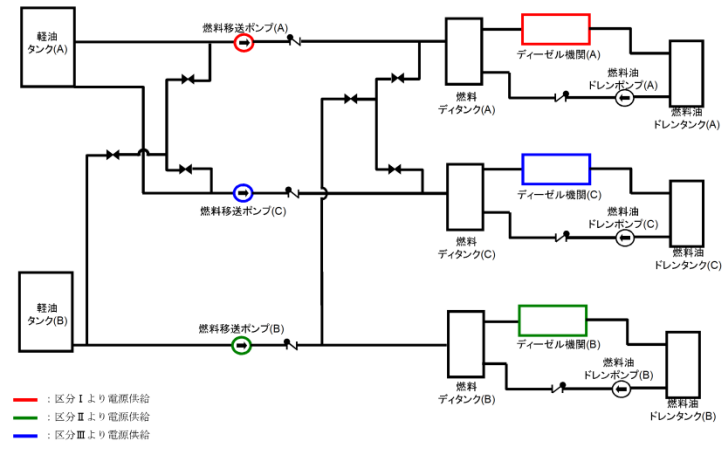 軽油
タンク(A)
燃料移送ポンプ(A)
燃料
ディタンク(A)
ディーゼル機関(A)
燃料油
ドレンポンプ(A)
燃料油
ドレンタンク(A)
燃料移送ポンプ(C)
燃料
ディタンク(C)
ディーゼル機関(C)
燃料油
ドレンポンプ(C)
燃料油
ドレンタンク(C)
軽油
タンク(B)
燃料移送ポンプ(B)
燃料
ディタンク(B)
ディーゼル機関(B)
燃料油
ドレンポンプ(B)
燃料油
ドレンタンク(B)
：区分Ⅰより電源供給
：区分Ⅱより電源供給
：区分Ⅲより電源供給